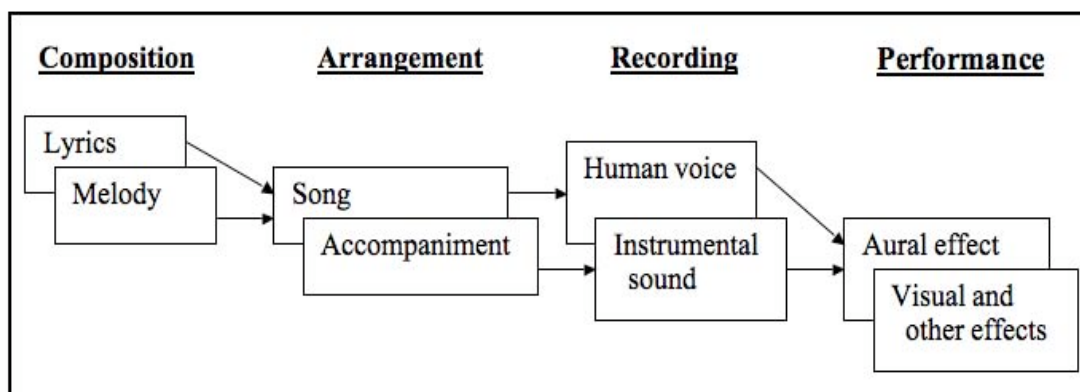 Composition
Arrangement
Recording
Performance
Lyrics
Melody
Song
Accompaniment
Human voice
Instrumental
sound
Aural effect
Visual and
other effects